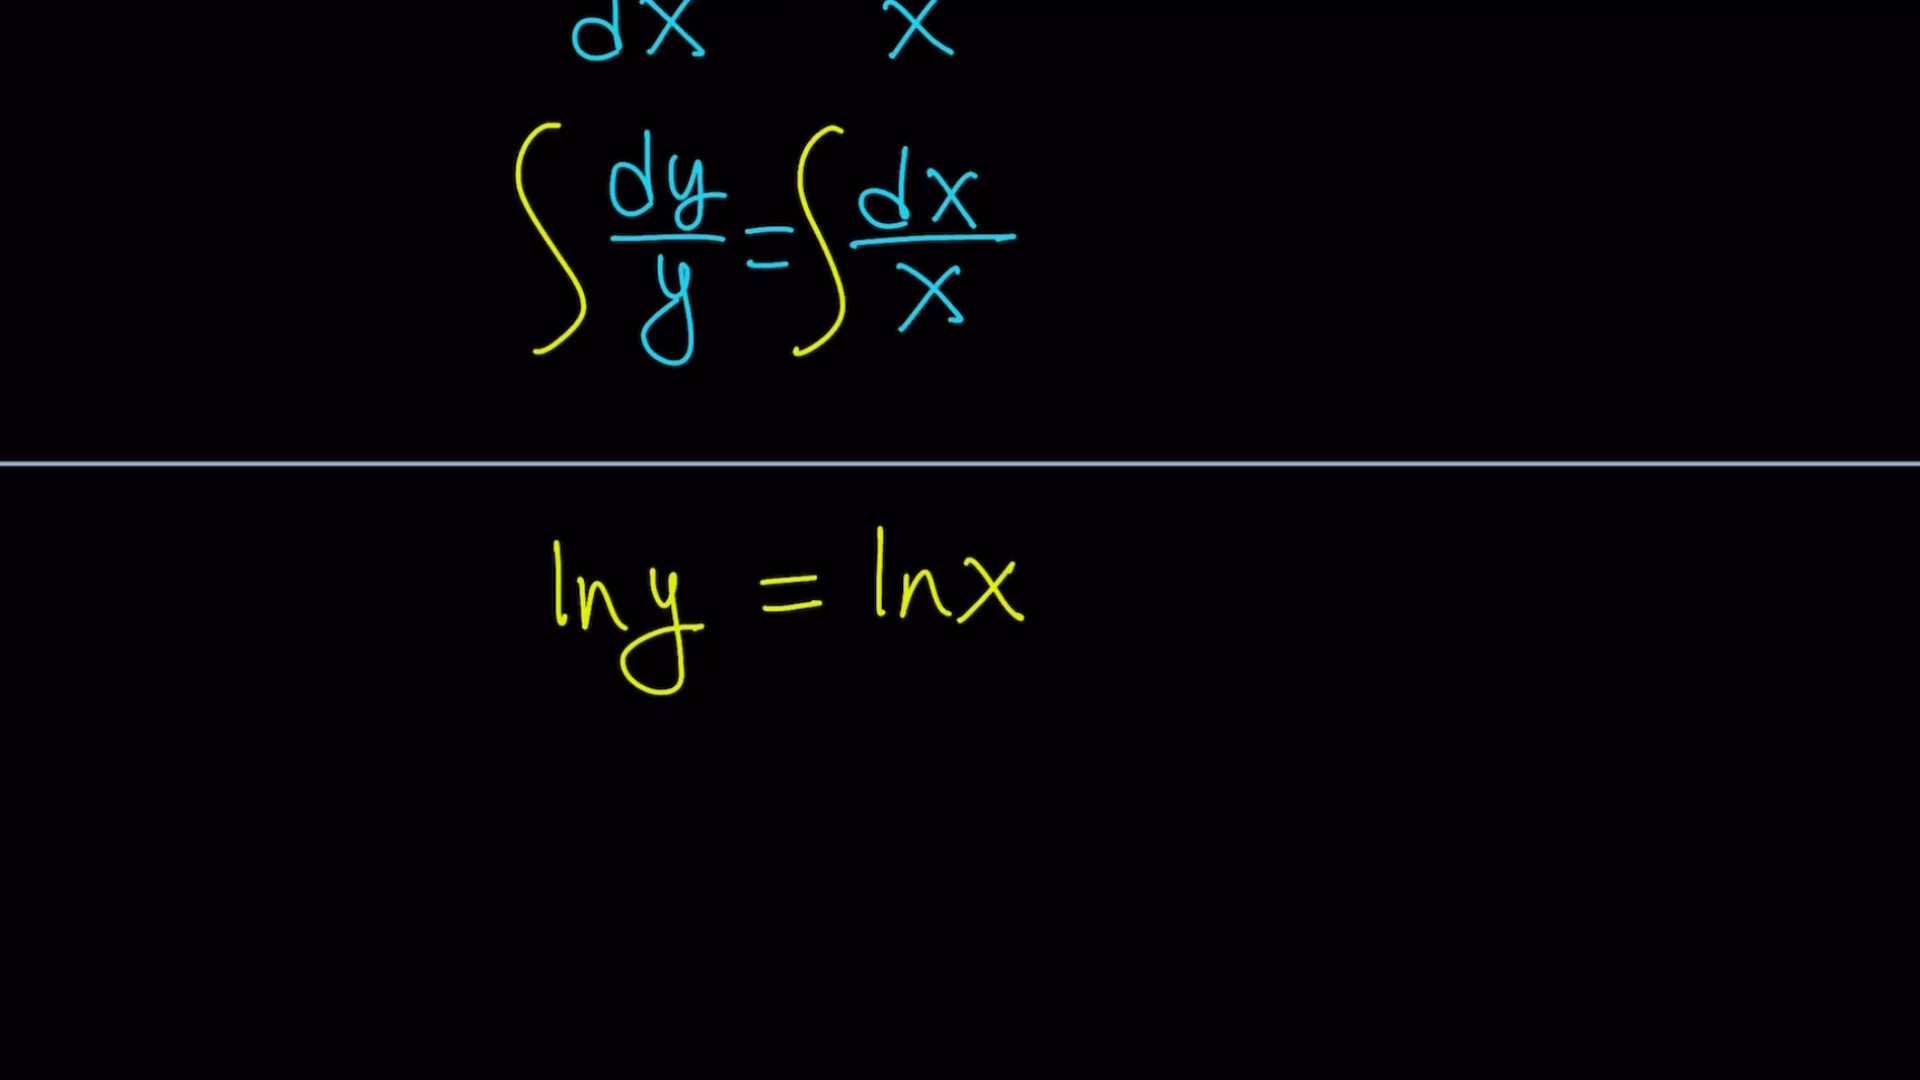 dx x
∫ dy/y = ∫ dx/x
ln y = ln x